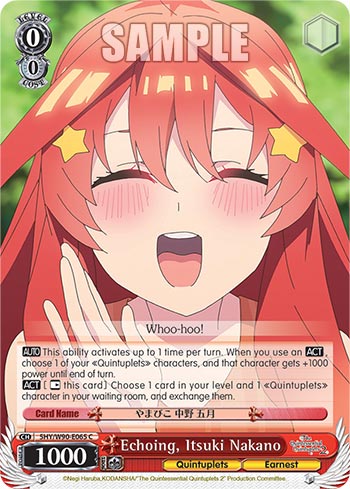 SAMPLE
LEVEL
0
0
COST
Whoo-hoo!
AUTO This ability activates up to 1 time per turn. When you use an ACT,
choose 1 of your «Quintuplets» characters, and that character gets +1000
power until end of turn.
ACT [ this card] Choose 1 card in your level and 1 «Quintuplets»
character in your waiting room, and exchange them.
Card Name やまびこ 中野 五月
CH 5HY/W90-E065 C
Echoing, Itsuki Nakano
1000
Quintuplets Earnest
©Negi Haruba,KODANSHA/"The Quintessential Quintuplets 2" Production Committee.